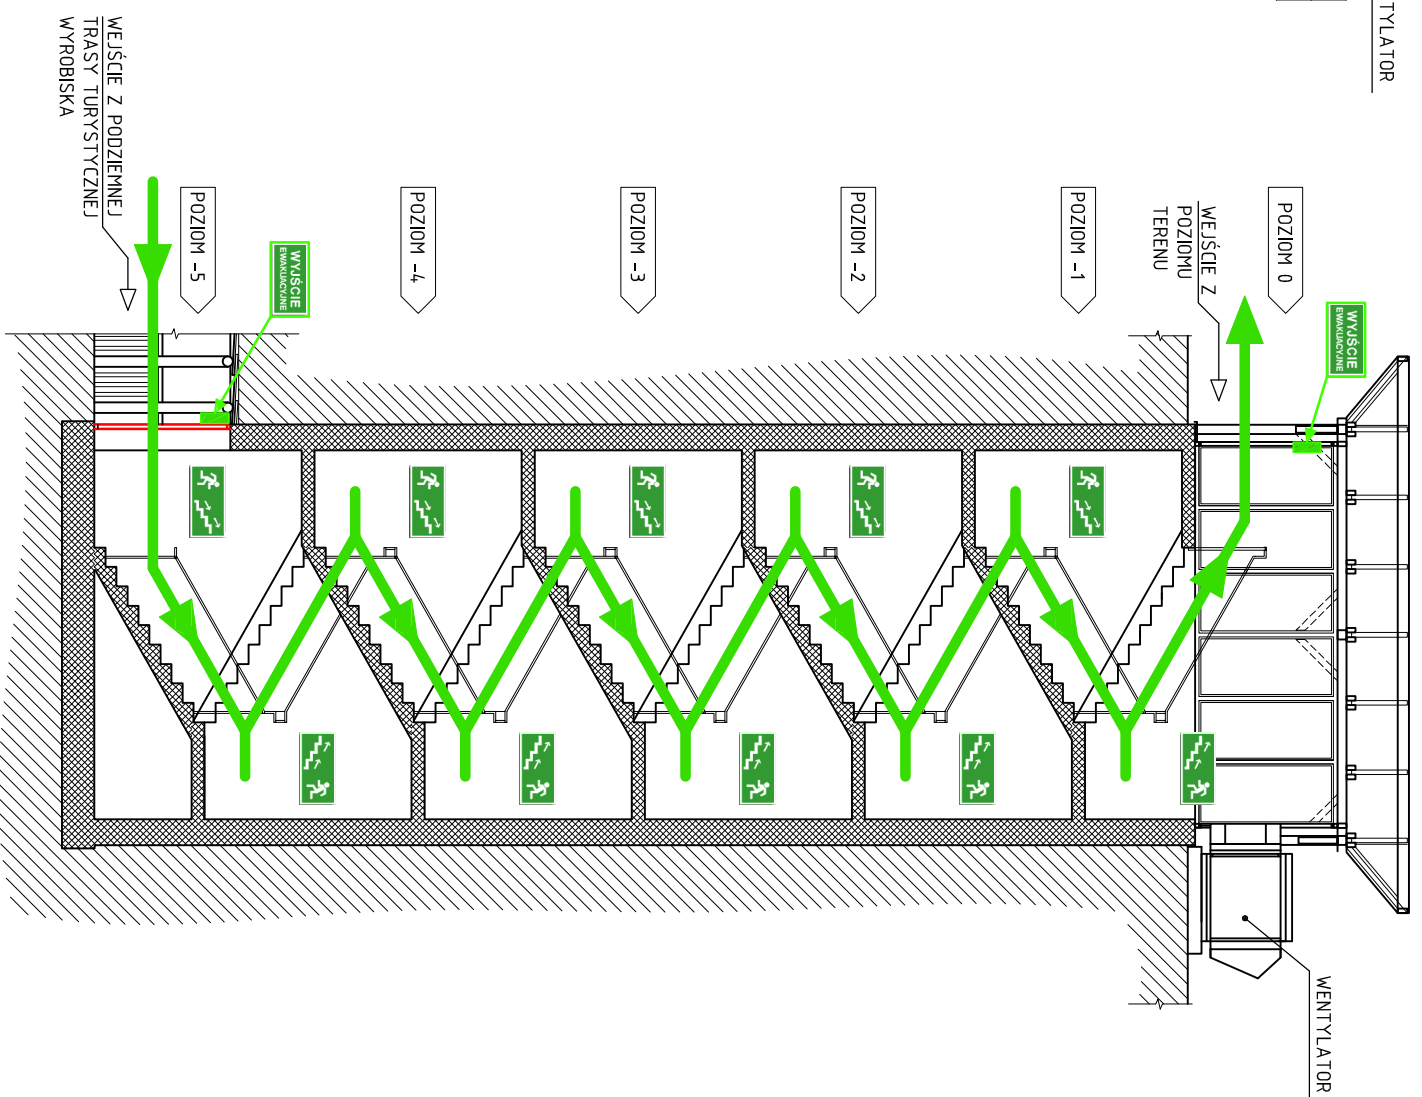 TYLATOR
WYJŚCIE
EWAKUACYJNE
POZIOM 0
WEJŚCIE Z
POZIOMU
TERENU
POZIOM -1
POZIOM -2
POZIOM -3
POZIOM -4
POZIOM -5
WYJŚCIE
EWAKUACYJNE
WEJŚCIE Z PODZIEMNEJ
TRASY TURYSTYCZNEJ
WYROBISKA
WENTYLATOR